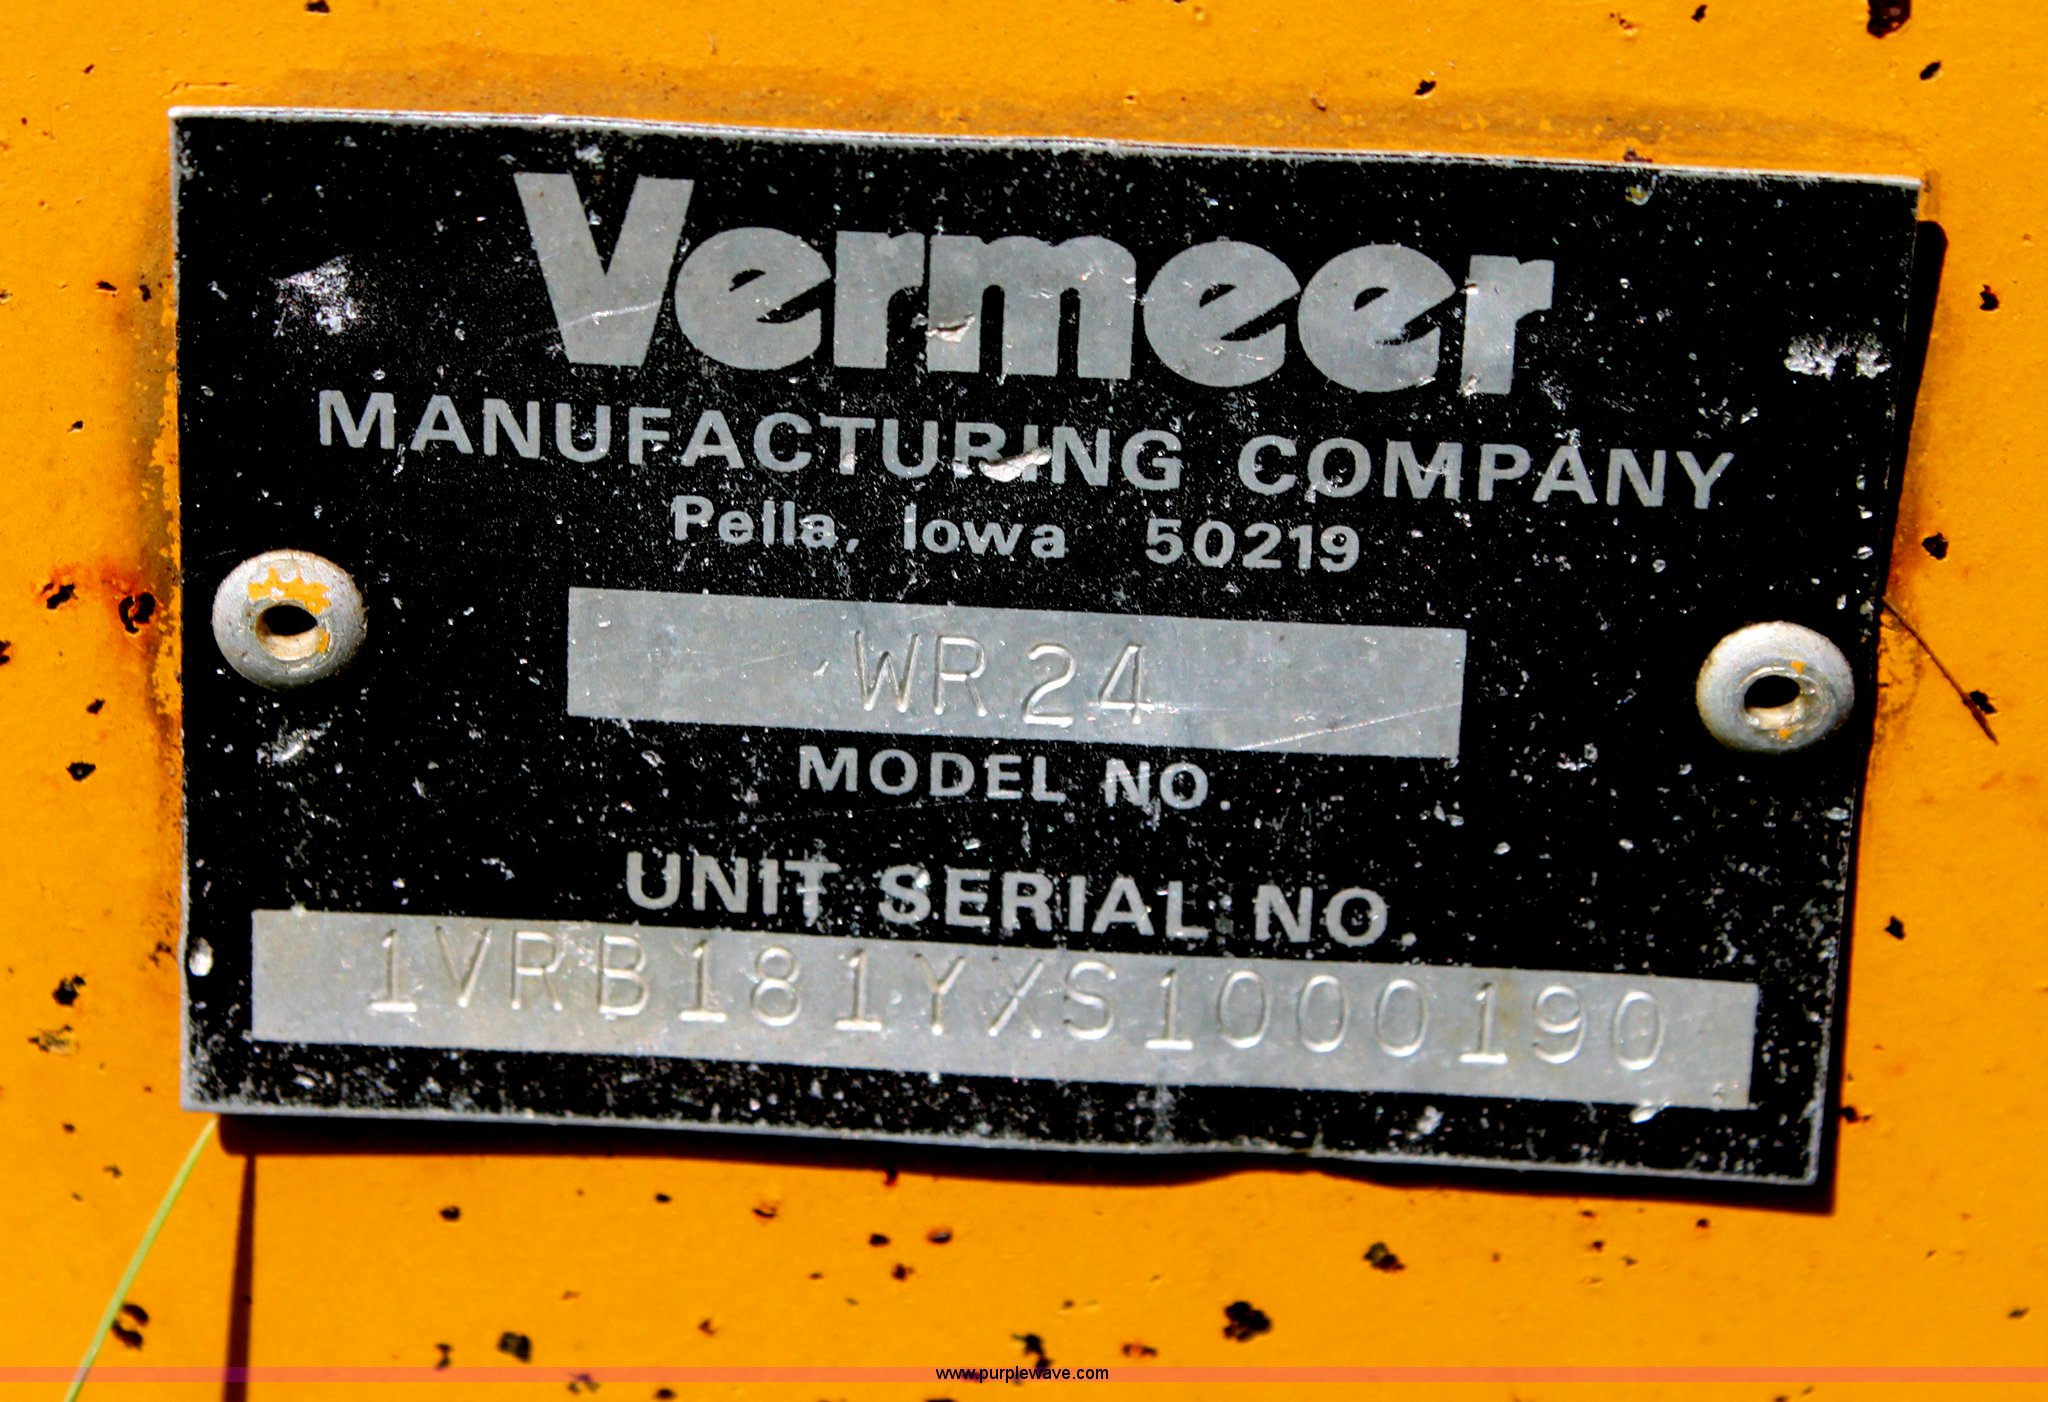 Vermeer
MANUFACTURING COMPANY
Pella, Iowa 50219
WR24
MODEL NO.
UNIT SERIAL NO.
1VRB181YXS1000190
www.purplewave.com